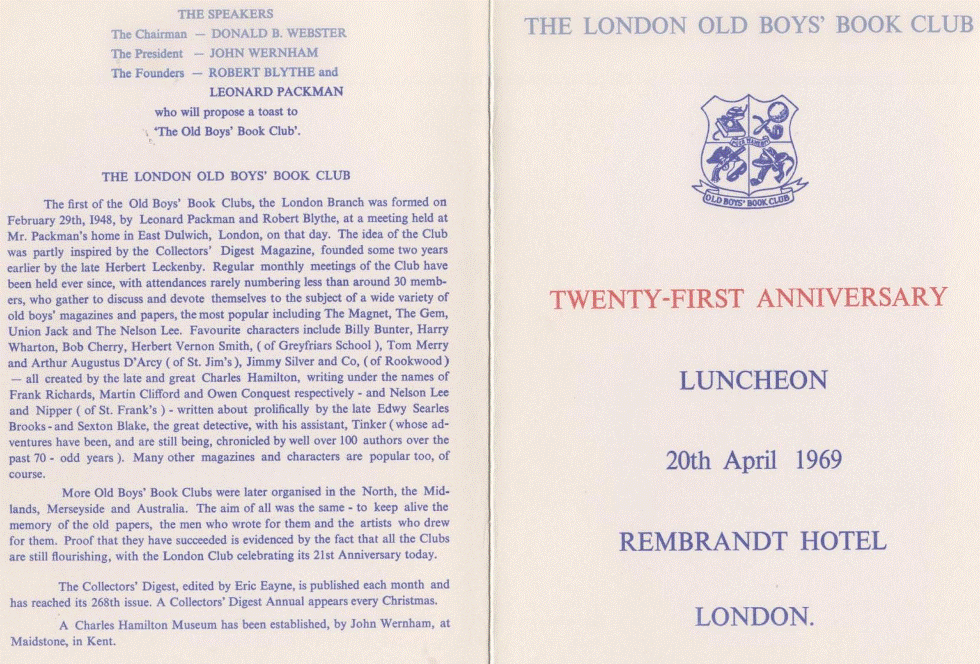 THE SPEAKERS
The Chairman — DONALD B. WEBSTER
The President — JOHN WERNHAM
The Founders — ROBERT BLYTHE and
LEONARD PACKMAN
who will propose a toast to
'The Old Boys' Book Club'.
THE LONDON OLD BOYS' BOOK CLUB
The first of the Old Boys' Book Clubs, the London Branch was formed on
February 29th, 1948, by Leonard Packman and Robert Blythe, at a meeting held at
Mr. Packman's home in East Dulwich, London, on that day. The idea of the Club
was partly inspired by the Collectors' Digest Magazine, founded some two years
earlier by the late Herbert Leckenby. Regular monthly meetings of the Club have
been held ever since, with attendances rarely numbering less than around 30 memb-
ers, who gather to discuss and devote themselves to the subject of a wide variety of
old boys' magazines and papers, the most popular including The Magnet, The Gem,
Union Jack and The Nelson Lee. Favourite characters include Billy Bunter, Harry
Wharton, Bob Cherry, Herbert Vernon Smith, ( of Greyfriars School ), Tom Merry
and Arthur Augustus D'Arcy ( of St. Jim's ), Jimmy Silver and Co, ( of Rookwood )
— all created by the late and great Charles Hamilton, writing under the names of
Frank Richards, Martin Clifford and Owen Conquest respectively - and Nelson Lee
and Nipper ( of St. Frank's ) - written about prolifically by the late Edwy Searles
Brooks - and Sexton Blake, the great detective, with his assistant, Tinker ( whose ad-
ventures have been, and are still being, chronicled by well over 100 authors over the
past 70 - odd years ). Many other magazines and characters are popular too, of
course.
More Old Boys' Book Clubs were later organised in the North, the Mid-
lands, Merseyside and Australia. The aim of all was the same - to keep alive the
memory of the old papers, the men who wrote for them and the artists who drew
for them. Proof that they have succeeded is evidenced by the fact that all the Clubs
are still flourishing, with the London Club celebrating its 21st Anniversary today.
The Collectors' Digest, edited by Eric Eayne, is published each month and
has reached its 268th issue. A Collectors' Digest Annual appears every Christmas.
A Charles Hamilton Museum has been established, by John Wernham, at
Maidstone, in Kent.
THE LONDON OLD BOYS' BOOK CLUB
OLD BOYS' BOOK CLUB
TWENTY-FIRST ANNIVERSARY
LUNCHEON
20th April 1969
REMBRANDT HOTEL
LONDON.